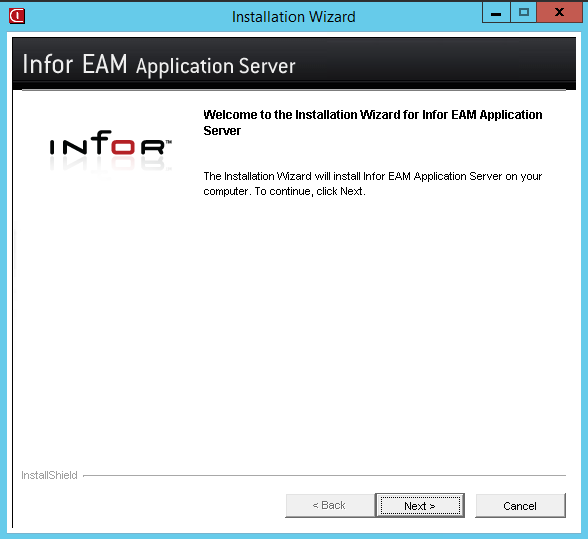 Installation Wizard
Infor EAM Application Server
Welcome to the Installation Wizard for Infor EAM Application
Server
INFOR™
The Installation Wizard will install Infor EAM Application Server on your
computer. To continue, click Next.
InstallShield
< Back
Next >
Cancel